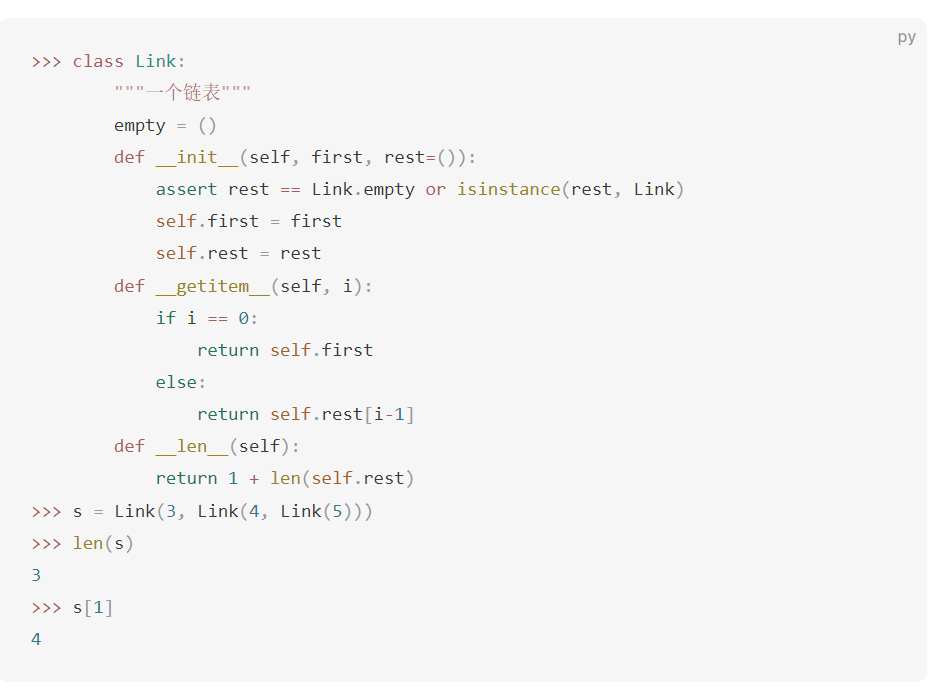 py
>>> class Link:
        """一个链表"""
        empty = ()
        def __init__(self, first, rest=()):
            assert rest == Link.empty or isinstance(rest, Link)
            self.first = first
            self.rest = rest
        def __getitem__(self, i):
            if i == 0:
                return self.first
            else:
                return self.rest[i-1]
        def __len__(self):
            return 1 + len(self.rest)
>>> s = Link(3, Link(4, Link(5)))
>>> len(s)
3
>>> s[1]
4